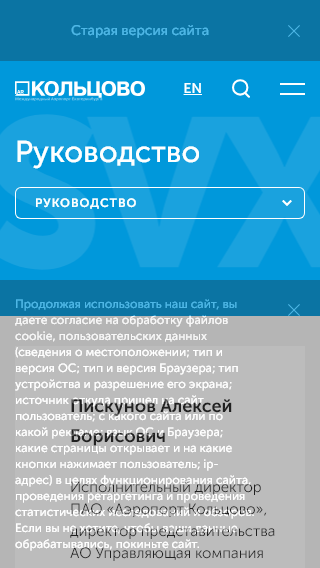 Старая версия сайта
КОЛЬЦОВО
Международный Аэропорт Екатеринбурга
EN
SVX
Руководство
РУКОВОДСТВО
Продолжая использовать наш сайт, вы
даете согласие на обработку файлов
cookie, пользовательских данных
(сведения о местоположении; тип и
версия ОС; тип и версия Браузера; тип
устройства и разрешение его экрана;
источник откуда пришел на сайт
пользователь; с какого сайта или по
какой рекламе; язык ОС и Браузера;
какие страницы открывает и на какие
кнопки нажимает пользователь; ip-
адрес) в целях функционирования сайта,
проведения ретаргетинга и проведения
статистических исследований и обзоров.
Если вы не хотите, чтобы ваши данные
обрабатывались, покиньте сайт.
Пискунов Алексей
Борисович
Исполнительный директор
ПАО «Аэропорт Кольцово»,
директор представительства
АО Управляющая компания